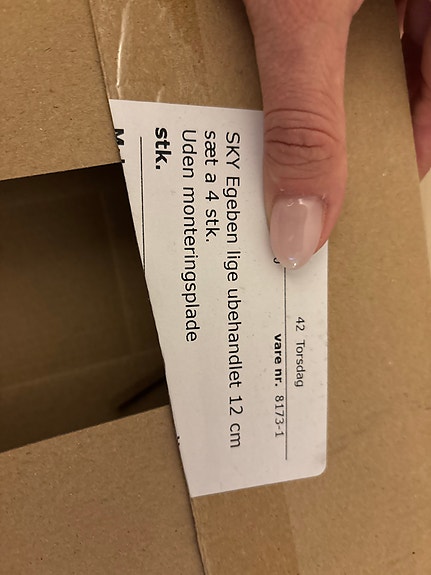 42 Torsdag
vare nr. 8173-1
SKY Egeben lige ubehandlet 12 cm
sæt a 4 stk.
Uden monteringsplade
stk.